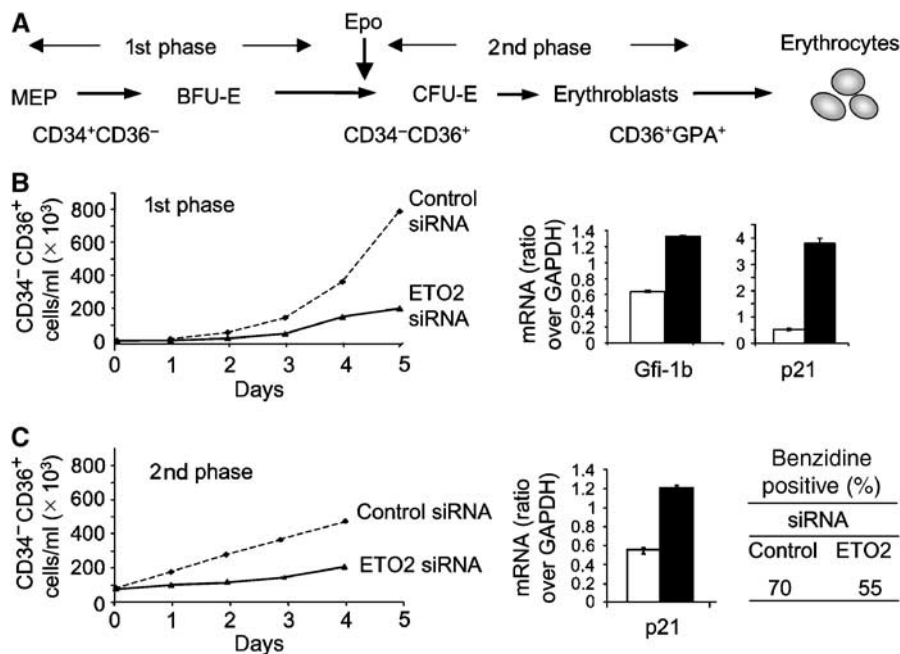 A
1st phase
Epo
2nd phase
Erythrocytes
MEP
BFU-E
CFU-E
Erythroblasts
CD34⁺CD36⁻
CD34⁻CD36⁺
CD36⁺GPA⁺
B
1st phase
CD34⁻CD36⁺
cells/ml (× 10³)
800
600
400
200
0
0 1 2 3 4 5
Days
Control
siRNA
ETO2
siRNA
mRNA (ratio
over GAPDH)
1.4
1.2
1
0.8
0.6
0.4
0.2
0
Gfi-1b
4
3
2
1
0
p21
C
2nd phase
CD34⁻CD36⁺
cells/ml (× 10³)
800
600
400
200
0
0 1 2 3 4 5
Days
Control siRNA
ETO2 siRNA
mRNA (ratio
over GAPDH)
1.4
1.2
1
0.8
0.6
0.4
0.2
0
p21
Benzidine
positive (%)
siRNA
Control ETO2
70 55